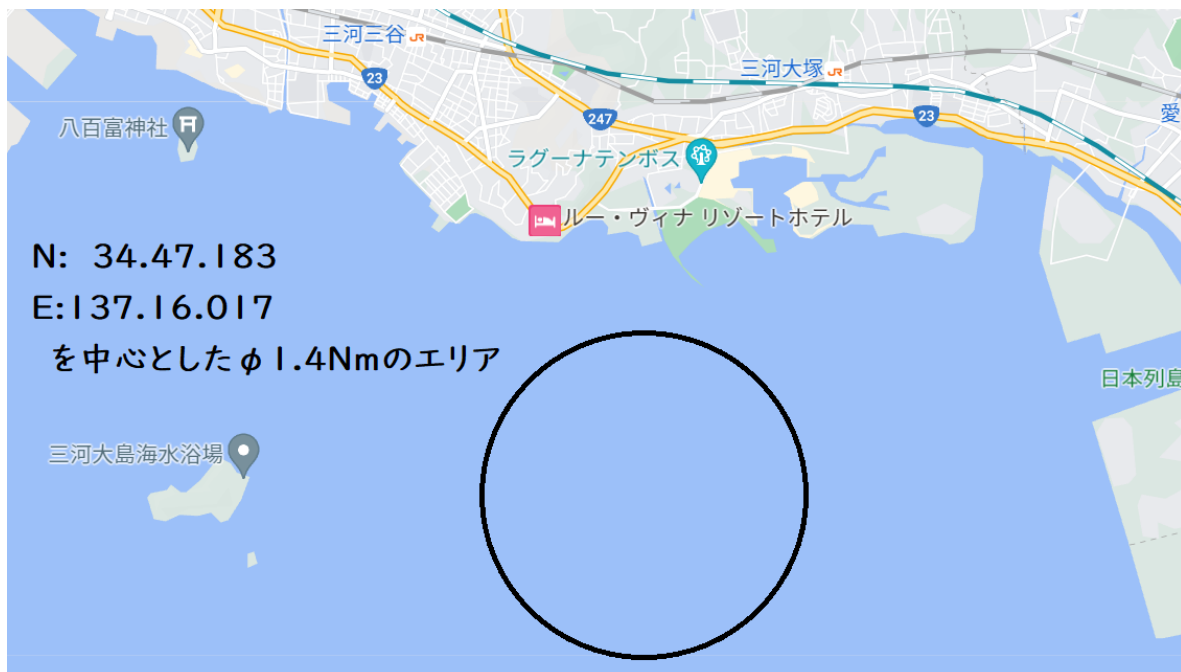 三河三谷 JR
三河大塚 JR
23
247
23
愛
八百富神社
ラグーナテンボス
ルー・ヴィナ リゾートホテル
N: 34.47.183
E:137.16.017
を中心としたφ1.4Nmのエリア
日本列島
三河大島海水浴場